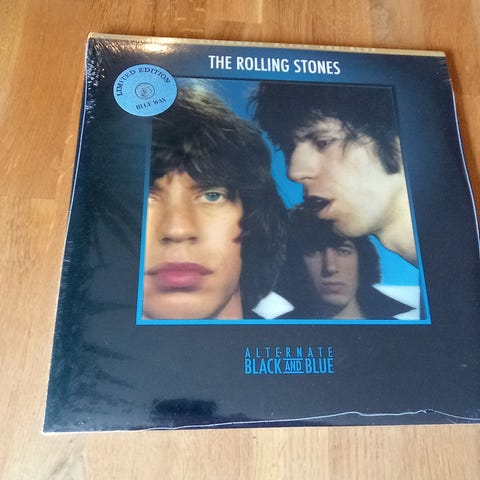 THE ROLLING STONES
LIMITED EDITION
BLUE WAX
ALTERNATE
BLACK AND BLUE